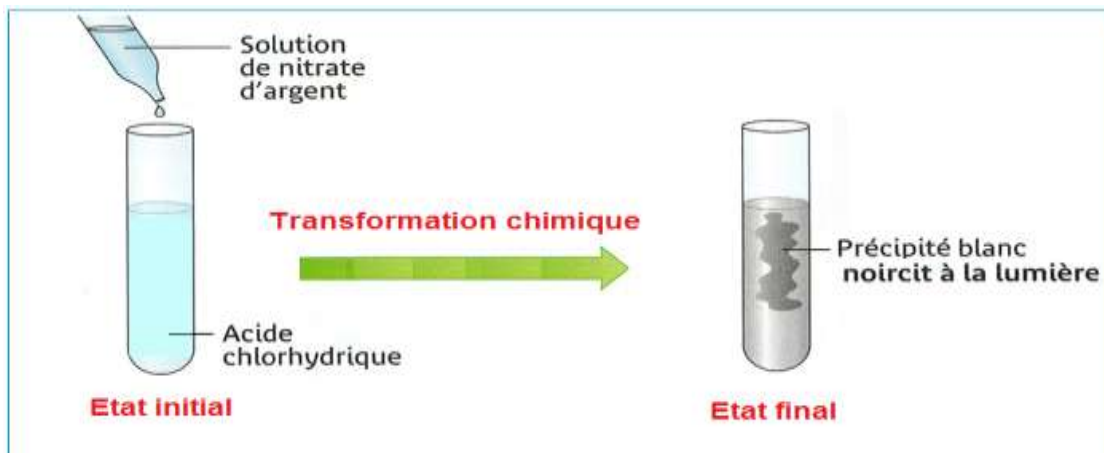 Solution
de nitrate
d'argent
Transformation chimique
Précipité blanc
noircit à la lumière
Acide
chlorhydrique
Etat initial
Etat final